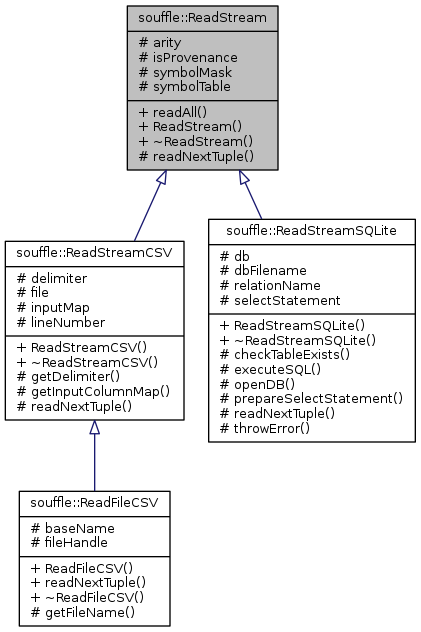 souffle::ReadStream
# arity
# isProvenance
# symbolMask
# symbolTable
+ readAll()
+ ReadStream()
+ ~ReadStream()
# readNextTuple()
souffle::ReadStreamCSV
# delimiter
# file
# inputMap
# lineNumber
+ ReadStreamCSV()
+ ~ReadStreamCSV()
# getDelimiter()
# getInputColumnMap()
# readNextTuple()
souffle::ReadStreamSQLite
# db
# dbFilename
# relationName
# selectStatement
+ ReadStreamSQLite()
+ ~ReadStreamSQLite()
# checkTableExists()
# executeSQL()
# openDB()
# prepareSelectStatement()
# readNextTuple()
# throwError()
souffle::ReadFileCSV
# baseName
# fileHandle
+ ReadFileCSV()
+ readNextTuple()
+ ~ReadFileCSV()
# getFileName()